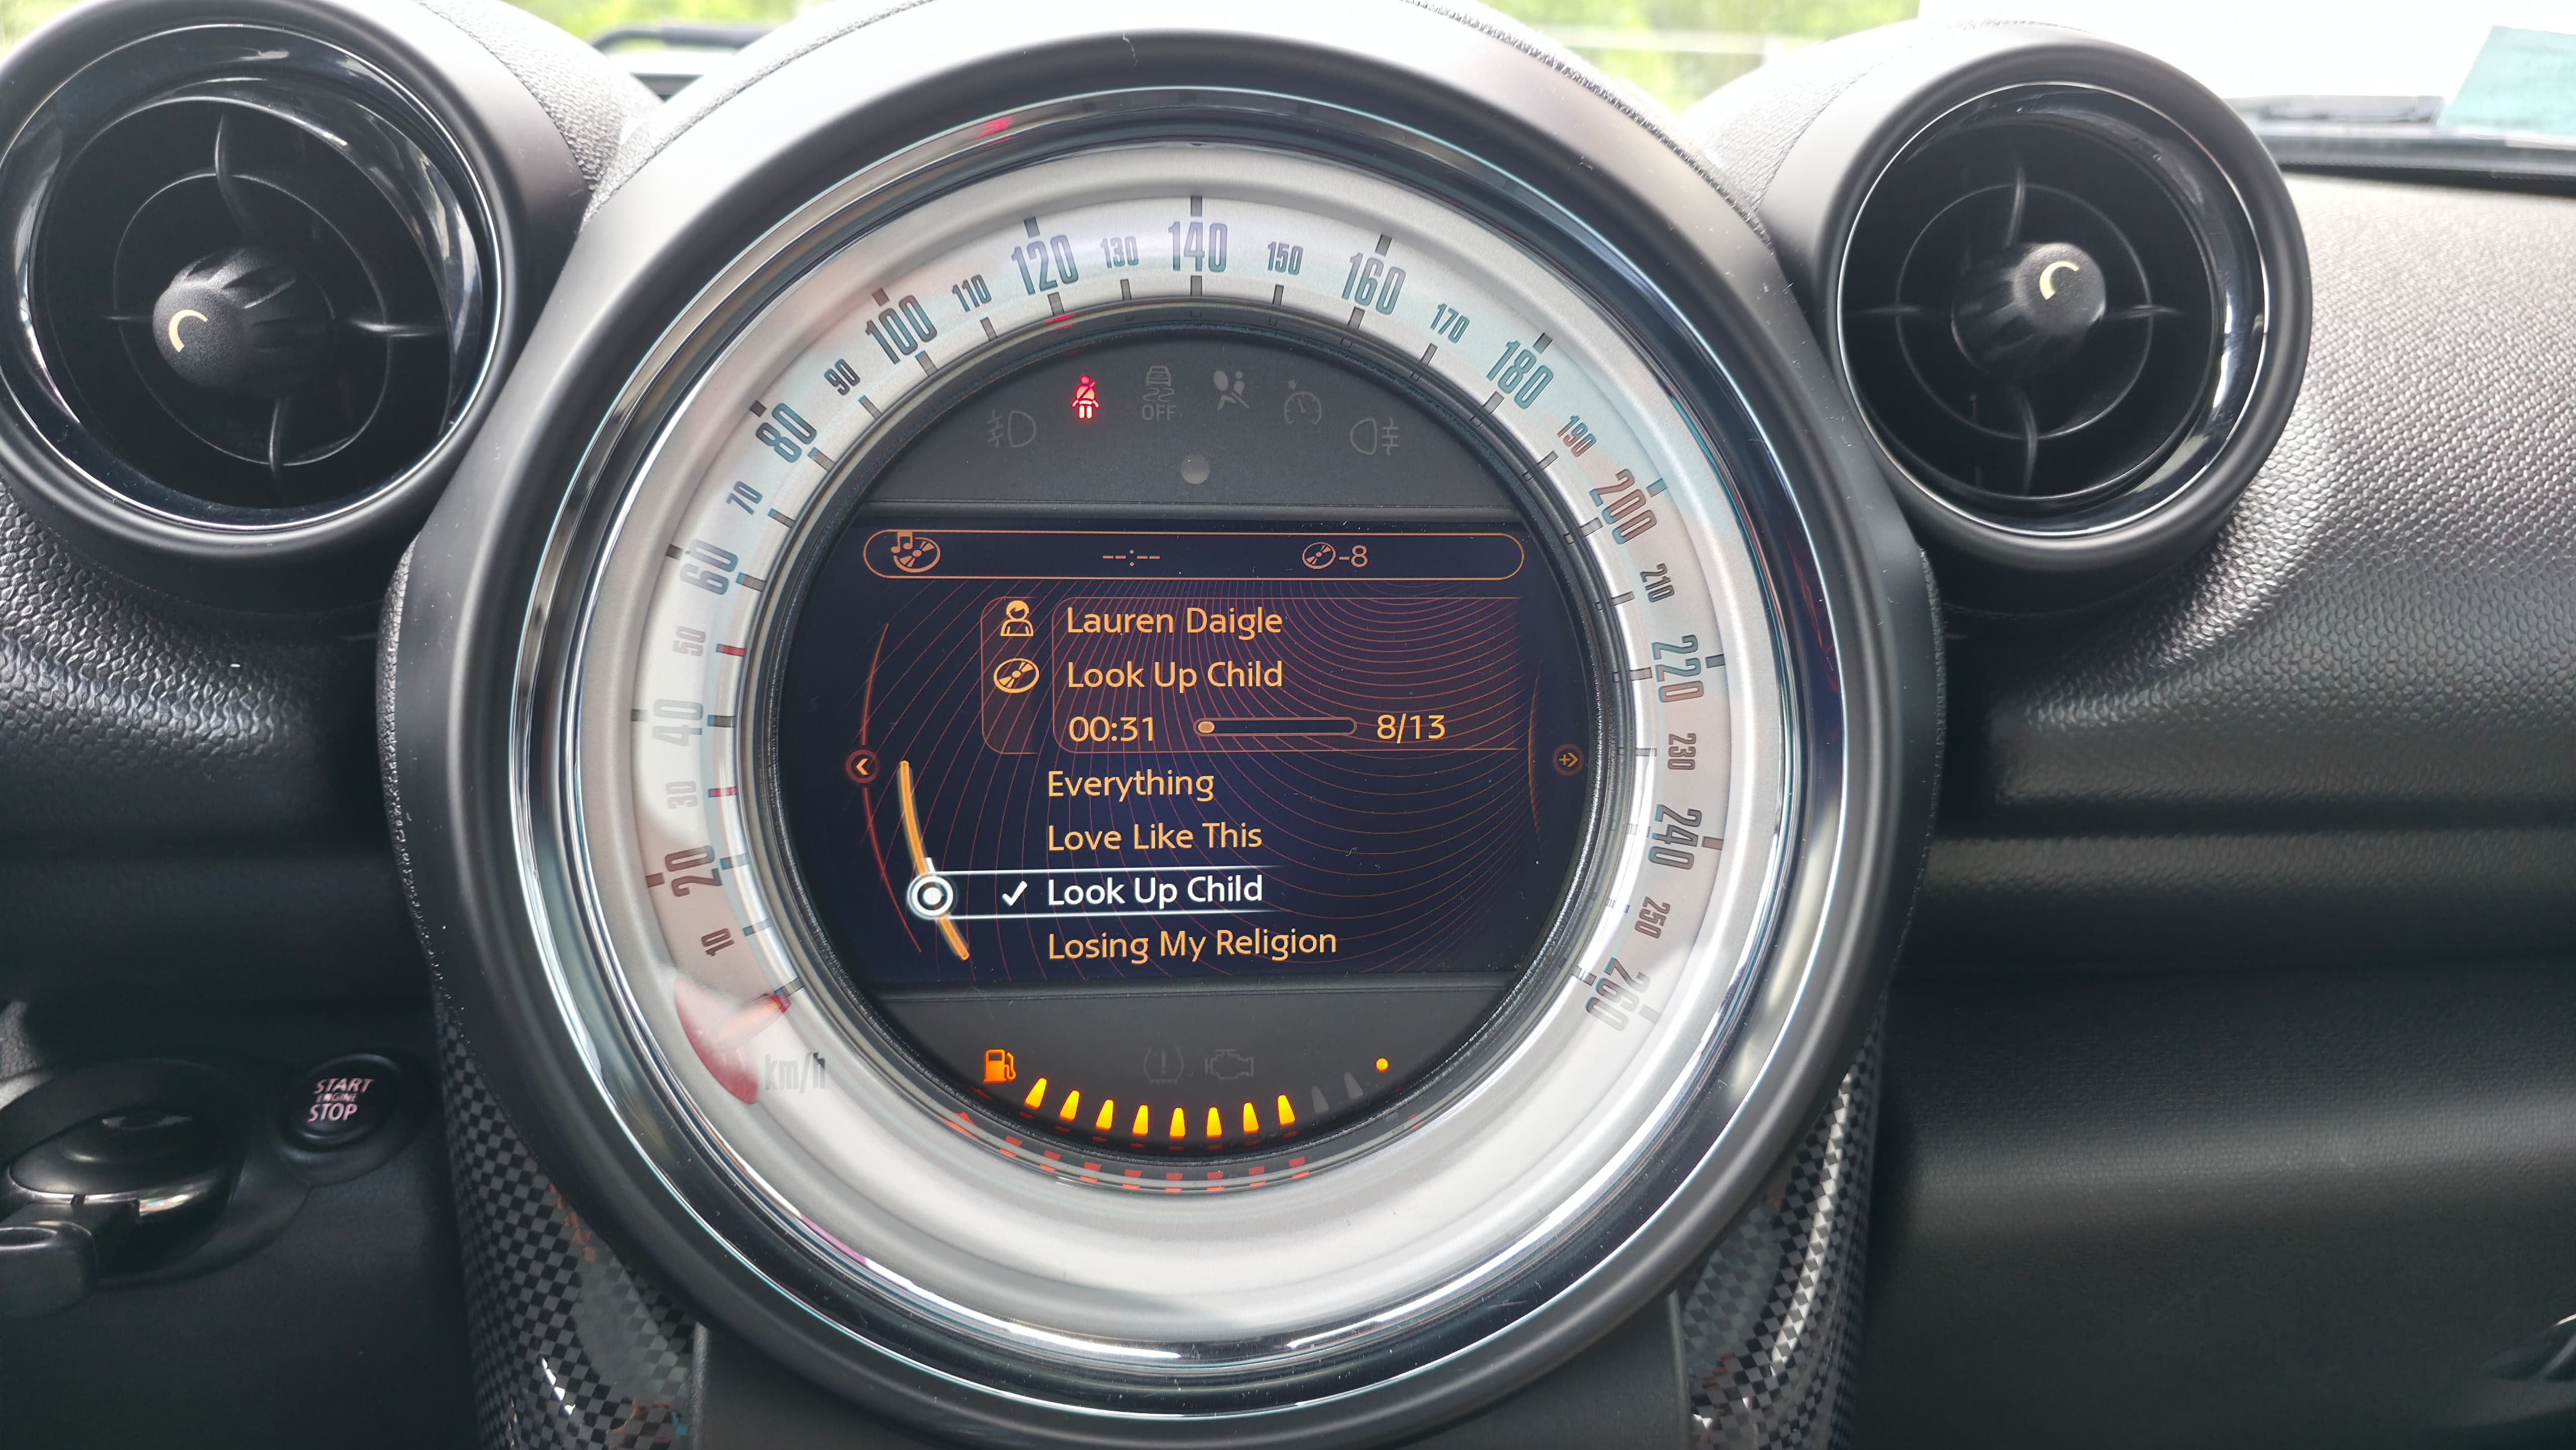 10
20
30
40
50
60
70
80
90
100
110
120
130
140
150
160
170
180
190
200
210
220
230
240
250
260
km/h
OFF
--:--
-8
Lauren Daigle
Look Up Child
00:31 8/13
Everything
Love Like This
✓ Look Up Child
Losing My Religion
START
ENGINE
STOP